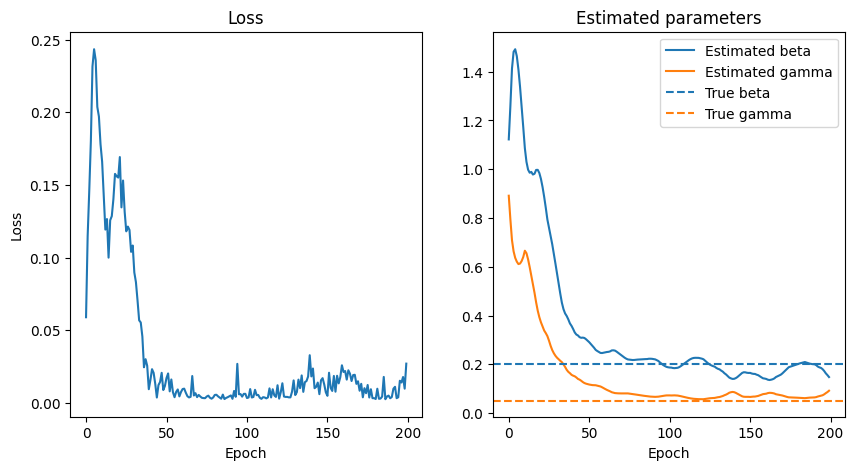 Loss
0.25
0.20
0.15
0.10
0.05
0.00
Loss
0 50 100 150 200
Epoch
Estimated parameters
Estimated beta
Estimated gamma
True beta
True gamma
1.4
1.2
1.0
0.8
0.6
0.4
0.2
0.0
0 50 100 150 200
Epoch